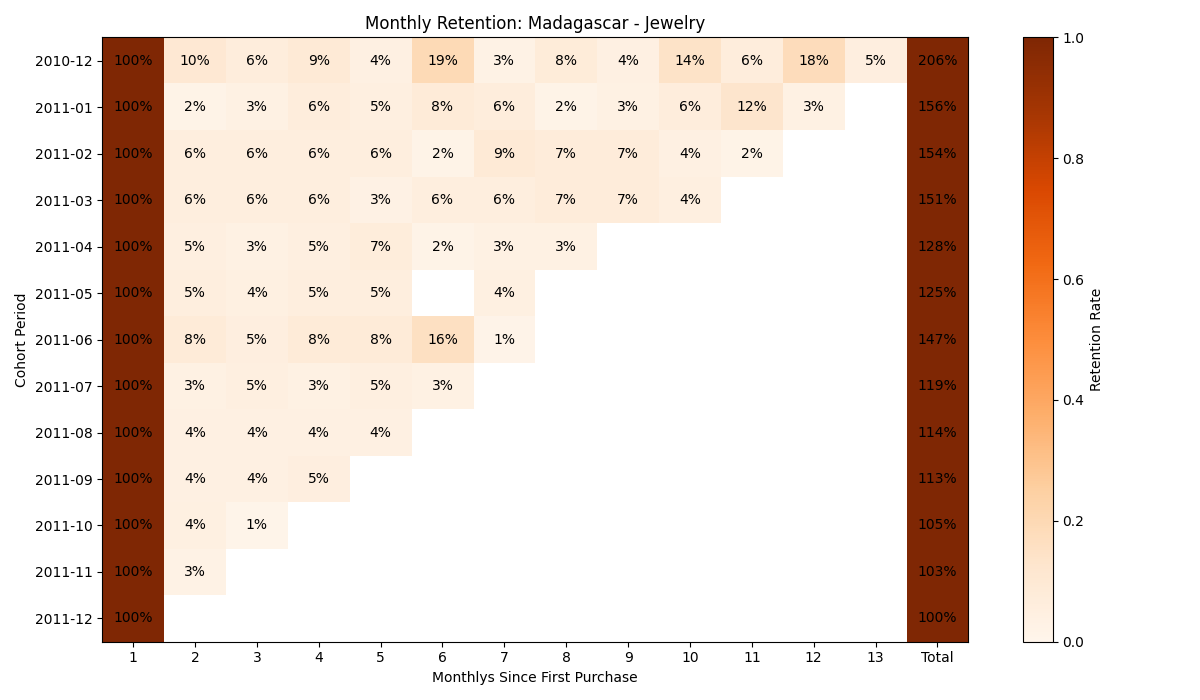 Monthly Retention: Madagascar - Jewelry
2010-12 100% 10% 6% 9% 4% 19% 3% 8% 4% 14% 6% 18% 5% 206%
2011-01 100% 2% 3% 6% 5% 8% 6% 2% 3% 6% 12% 3% 156%
2011-02 100% 6% 6% 6% 6% 2% 9% 7% 7% 4% 2% 154%
2011-03 100% 6% 6% 6% 3% 6% 6% 7% 7% 4% 151%
2011-04 100% 5% 3% 5% 7% 2% 3% 3% 128%
2011-05 100% 5% 4% 5% 5% 4% 125%
2011-06 100% 8% 5% 8% 8% 16% 1% 147%
2011-07 100% 3% 5% 3% 5% 3% 119%
2011-08 100% 4% 4% 4% 4% 114%
2011-09 100% 4% 4% 5% 113%
2011-10 100% 4% 1% 105%
2011-11 100% 3% 103%
2011-12 100% 100%
1 2 3 4 5 6 7 8 9 10 11 12 13 Total
Monthlys Since First Purchase
Cohort Period
1.0
0.8
0.6
0.4
0.2
0.0
Retention Rate